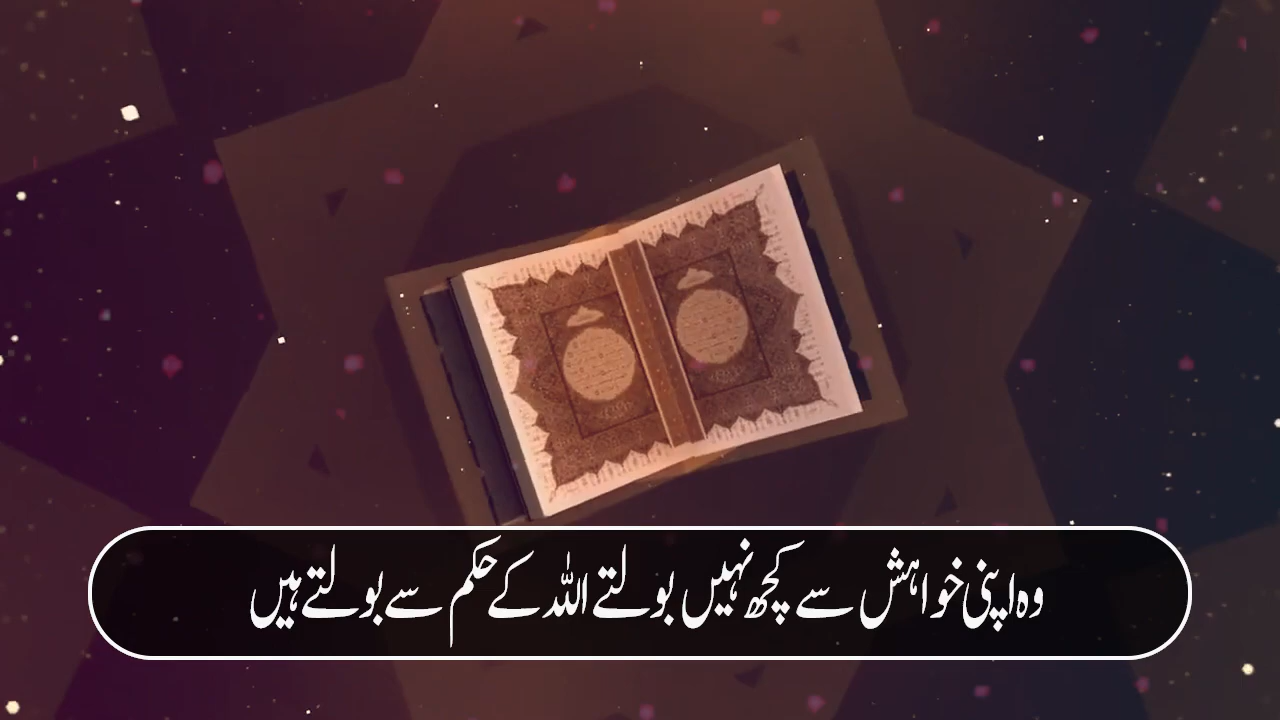 وہ اپنی خواہش سے کچھ نہیں بولتے اللہ کے حکم سے بولتے ہیں